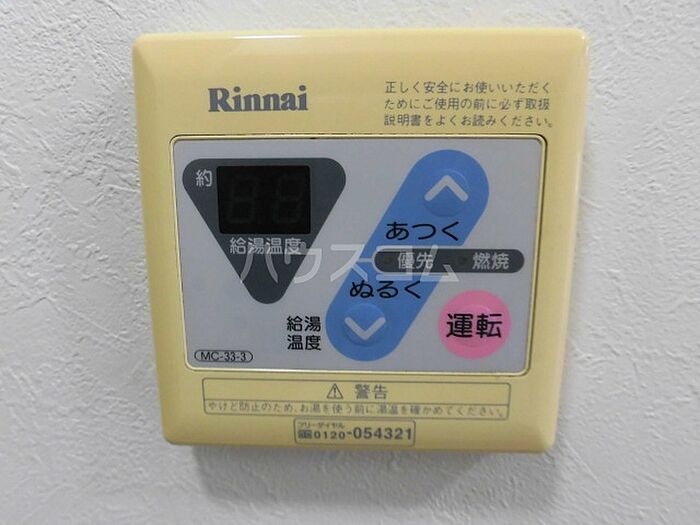 Rinnai
正しく安全にお使いいただく
ためにご使用の前に必ず取扱
説明書をよくお読みください。
約
給湯温度
あつく
優先 燃焼
ハウスコム
ぬるく
給湯
温度
運転
MC-33-3
⚠ 警告
やけど防止のため、お湯を使う前に湯温を確かめてください。
フリーダイヤル
0120-054321